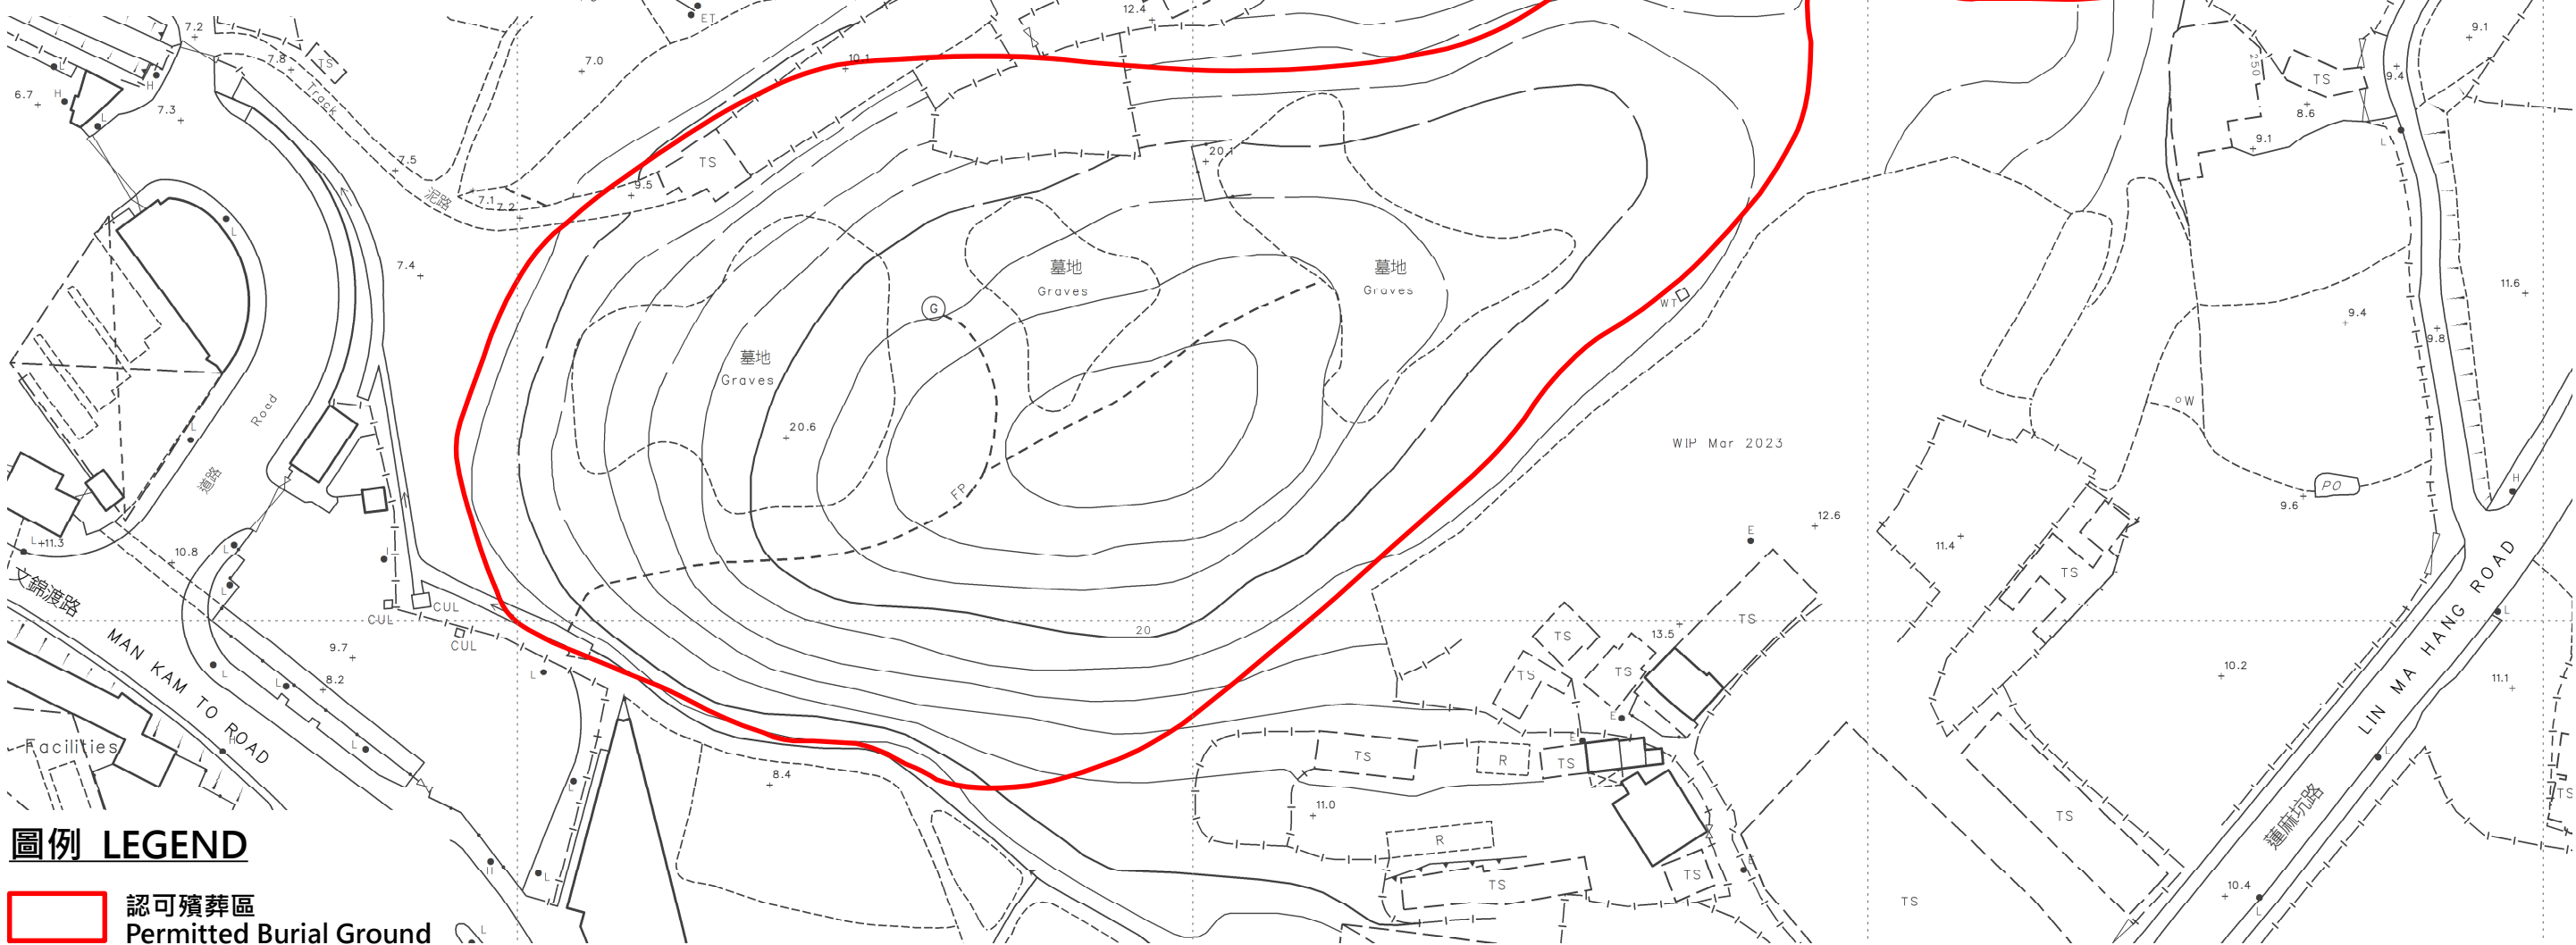 ET
12.4
7.2
9.1
L
7.8
TS
7.0
10.1
TS
9.4
250
H
H
6.7
Track
8.6
7.3
L
9.1
L
20.1
7.5
TS
9.5
泥路
7.1
7.2
L
7.4
墓地
Graves
墓地
Graves
11.6
G
WT
9.4
9.8
墓地
Graves
Road
W
L
20.6
WIP Mar 2023
道路
FP
PO
H
9.6
12.6
E
L
11.3
L
10.8
11.4
文錦渡路
L
TS
CUL
CUL
20
TS
L
CUL
13.5
TS
9.7
MAN KAM TO ROAD
LIN MA HANG ROAD
L
TS
TS
10.2
11.1
L
L
8.2
E
H
L
E
Facilities
TS
R
TS
L
8.4
L
11.0
TS
TS
蓮麻坑路
R
圖例 LEGEND
E
L
TS
TS
10.4
TS
L
認可殯葬區
Permitted Burial Ground
L